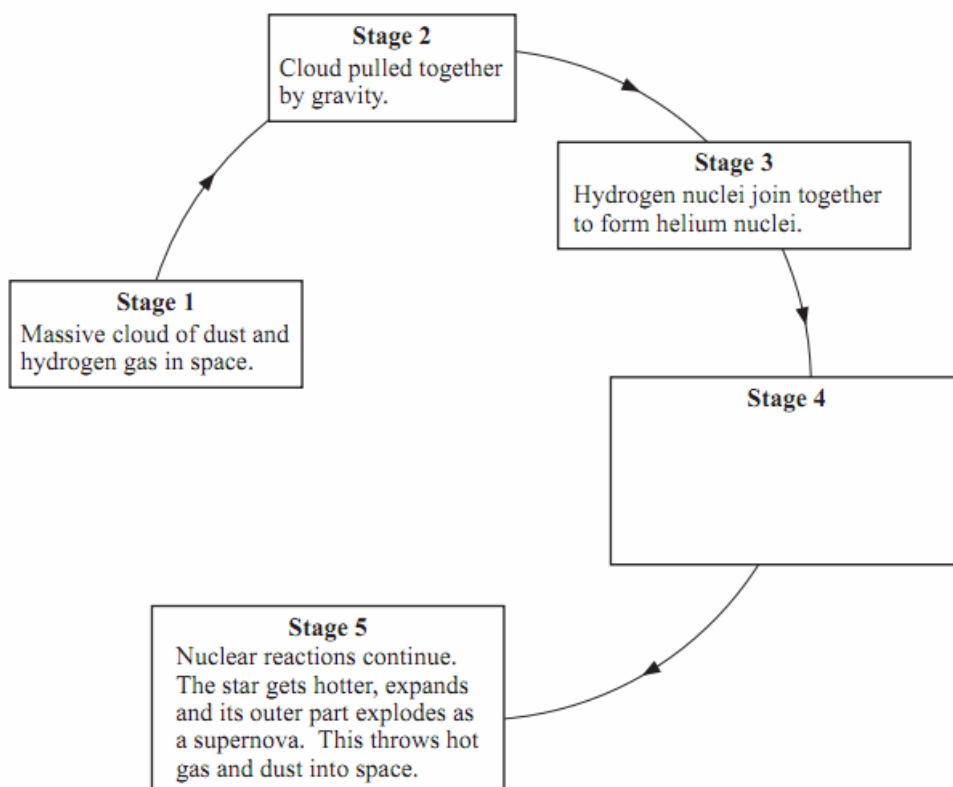 Stage 1
Massive cloud of dust and
hydrogen gas in space.
Stage 2
Cloud pulled together
by gravity.
Stage 3
Hydrogen nuclei join together
to form helium nuclei.
Stage 4
Stage 5
Nuclear reactions continue.
The star gets hotter, expands
and its outer part explodes as
a supernova. This throws hot
gas and dust into space.